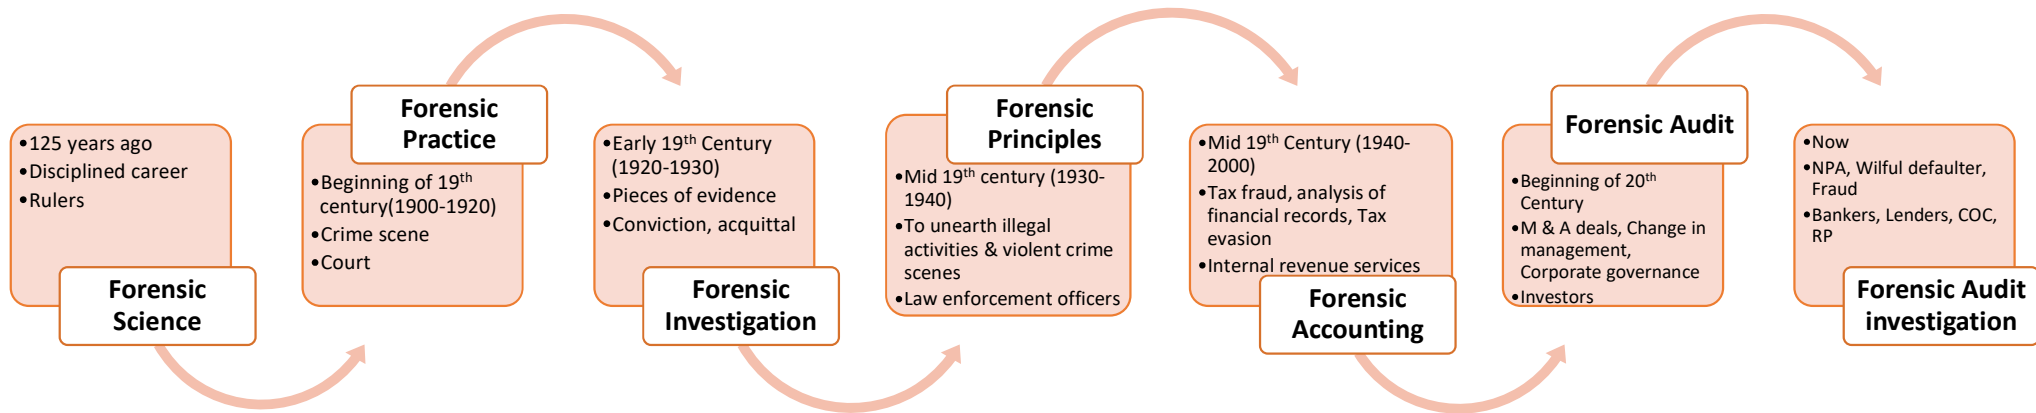 •125 years ago
•Disciplined career
•Rulers
Forensic
Science
Forensic
Practice
•Beginning of 19th
century(1900-1920)
•Crime scene
•Court
•Early 19th Century
(1920-1930)
•Pieces of evidence
•Conviction, acquittal
Forensic
Investigation
Forensic
Principles
•Mid 19th century (1930-
1940)
•To unearth illegal
activities & violent crime
scenes
•Law enforcement officers
•Mid 19th Century (1940-
2000)
•Tax fraud, analysis of
financial records, Tax
evasion
•Internal revenue services
Forensic
Accounting
Forensic Audit
•Beginning of 20th
Century
•M & A deals, Change in
management,
Corporate governance
•Investors
•Now
•NPA, Wilful defaulter,
Fraud
•Bankers, Lenders, COC,
RP
Forensic Audit
investigation